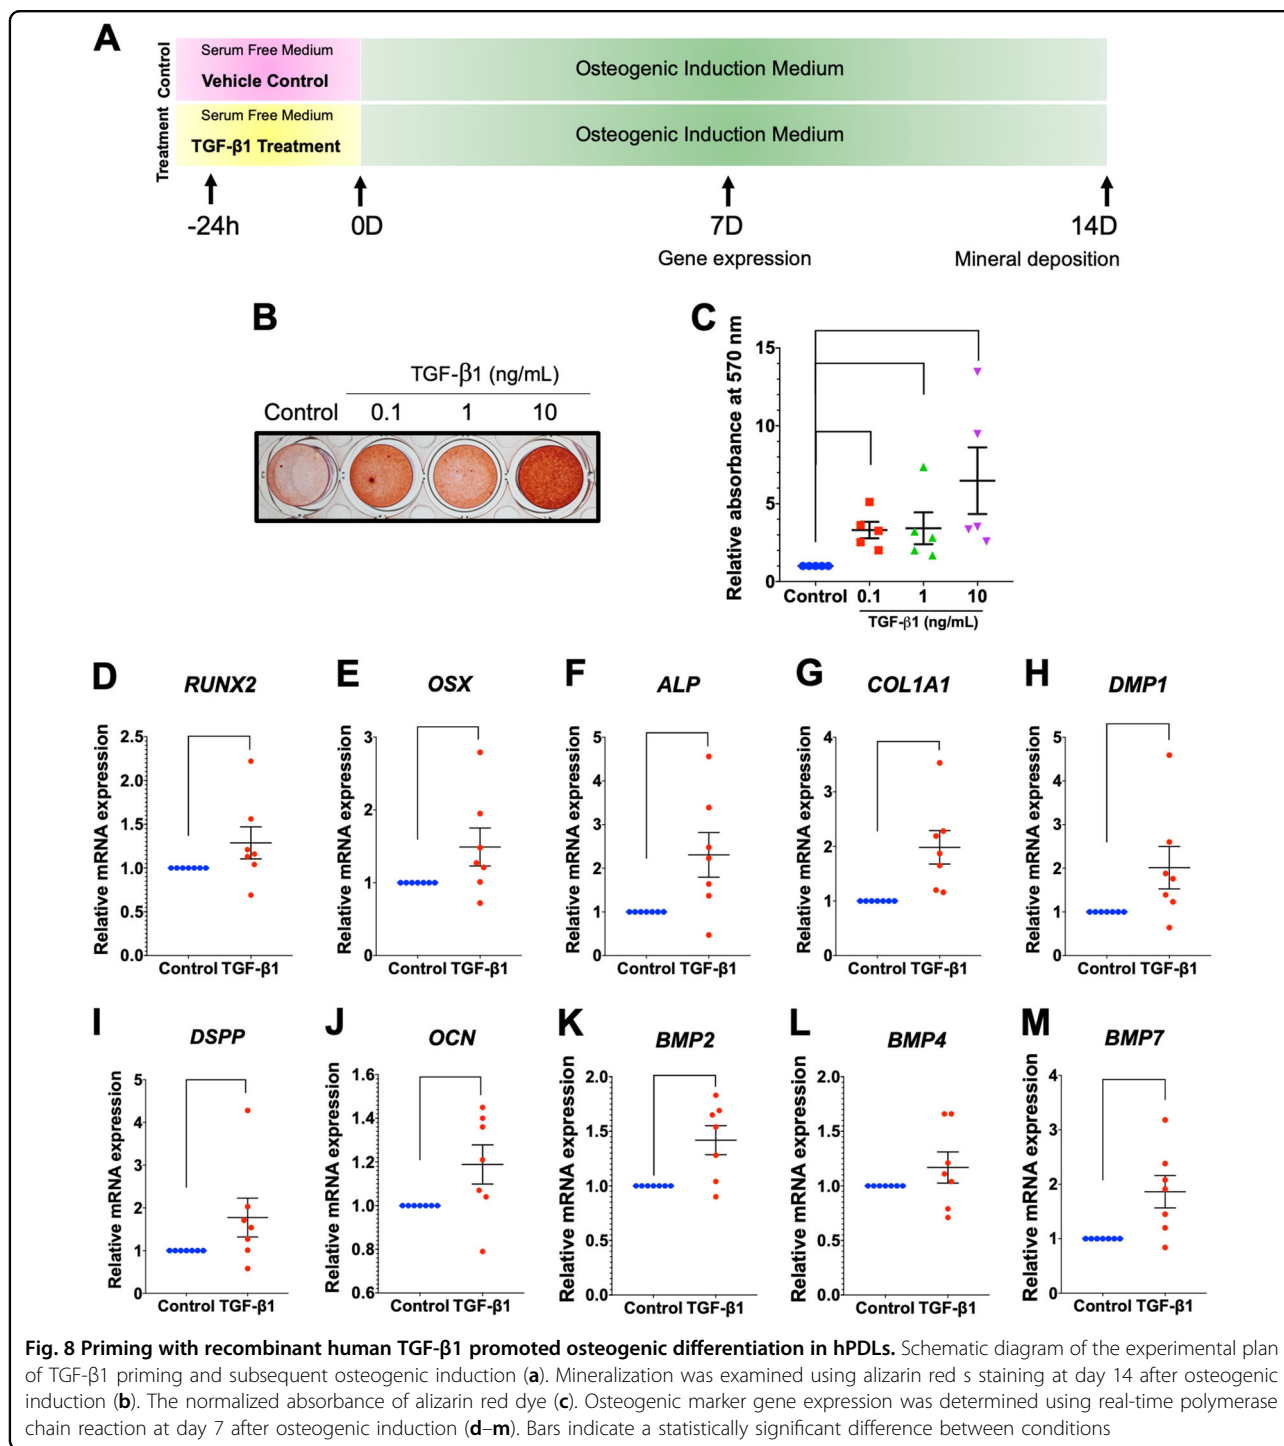 A
Control
Serum Free Medium
Vehicle Control
Osteogenic Induction Medium
Treatment
Serum Free Medium
TGF-β1 Treatment
Osteogenic Induction Medium
-24h
0D
7D
14D
Gene expression
Mineral deposition
B
TGF-β1 (ng/mL)
Control 0.1 1 10
C
Relative absorbance at 570 nm
15
10
5
0
Control 0.1 1 10
TGF-β1 (ng/mL)
D
RUNX2
Relative mRNA expression
2.5
2.0
1.5
1.0
0.5
0.0
Control TGF-β1
E
OSX
Relative mRNA expression
3
2
1
0
Control TGF-β1
F
ALP
Relative mRNA expression
5
4
3
2
1
0
Control TGF-β1
G
COL1A1
Relative mRNA expression
4
3
2
1
0
Control TGF-β1
H
DMP1
Relative mRNA expression
5
4
3
2
1
0
Control TGF-β1
I
DSPP
Relative mRNA expression
5
4
3
2
1
0
Control TGF-β1
J
OCN
Relative mRNA expression
1.6
1.4
1.2
1.0
0.8
0.6
Control TGF-β1
K
BMP2
Relative mRNA expression
2.0
1.5
1.0
0.5
0.0
Control TGF-β1
L
BMP4
Relative mRNA expression
2.0
1.5
1.0
0.5
0.0
Control TGF-β1
M
BMP7
Relative mRNA expression
4
3
2
1
0
Control TGF-β1
Fig. 8 Priming with recombinant human TGF-β1 promoted osteogenic differentiation in hPDLs. Schematic diagram of the experimental plan
of TGF-β1 priming and subsequent osteogenic induction (a). Mineralization was examined using alizarin red s staining at day 14 after osteogenic
induction (b). The normalized absorbance of alizarin red dye (c). Osteogenic marker gene expression was determined using real-time polymerase
chain reaction at day 7 after osteogenic induction (d–m). Bars indicate a statistically significant difference between conditions